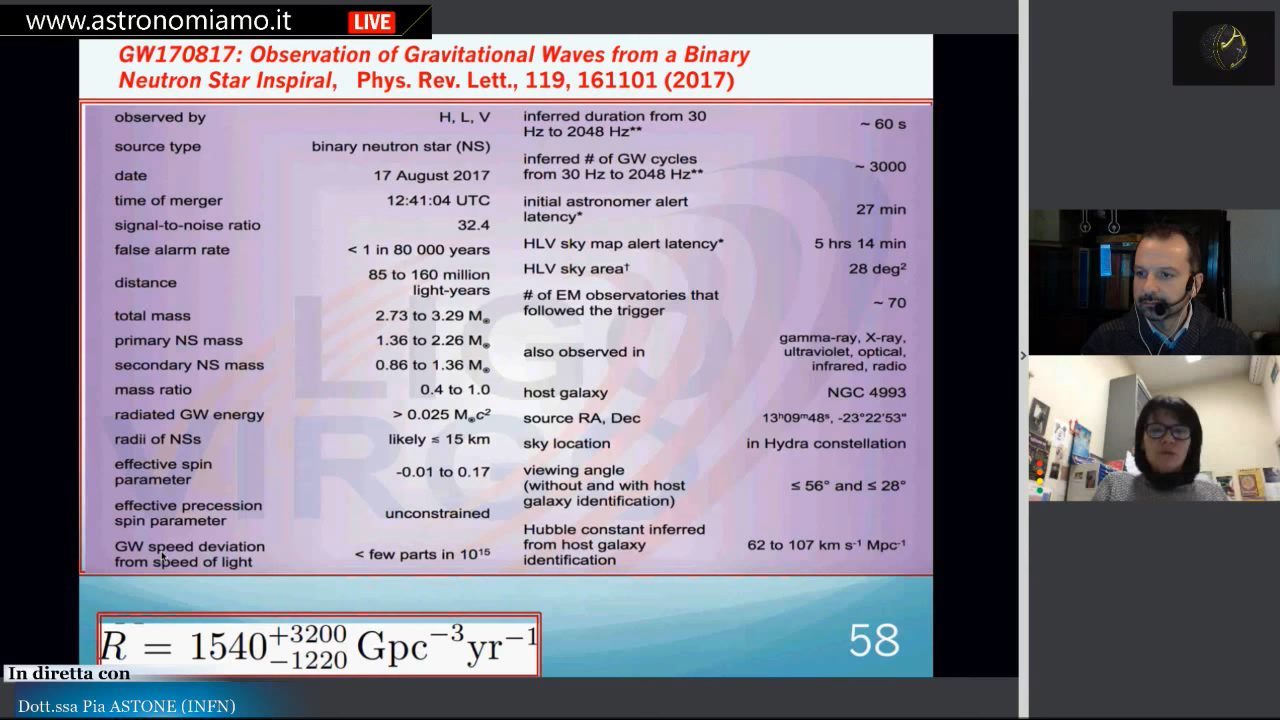 www.astronomiamo.it LIVE
GW170817: Observation of Gravitational Waves from a Binary
Neutron Star Inspiral, Phys. Rev. Lett., 119, 161101 (2017)
observed by H, L, V
source type binary neutron star (NS)
date 17 August 2017
time of merger 12:41:04 UTC
signal-to-noise ratio 32.4
false alarm rate < 1 in 80 000 years
distance 85 to 160 million
light-years
total mass 2.73 to 3.29 M⊙
primary NS mass 1.36 to 2.26 M⊙
secondary NS mass 0.86 to 1.36 M⊙
mass ratio 0.4 to 1.0
radiated GW energy > 0.025 M⊙c²
radii of NSs likely ≤ 15 km
effective spin
parameter -0.01 to 0.17
effective precession
spin parameter unconstrained
GW speed deviation
from speed of light < few parts in 10¹⁵
inferred duration from 30
Hz to 2048 Hz** ~ 60 s
inferred # of GW cycles
from 30 Hz to 2048 Hz** ~ 3000
initial astronomer alert
latency* 27 min
HLV sky map alert latency* 5 hrs 14 min
HLV sky area† 28 deg²
# of EM observatories that
followed the trigger ~ 70
also observed in gamma-ray, X-ray,
ultraviolet, optical,
infrared, radio
host galaxy NGC 4993
source RA, Dec 13ʰ09ᵐ48ˢ, -23°22'53"
sky location in Hydra constellation
viewing angle
(without and with host
galaxy identification) ≤ 56° and ≤ 28°
Hubble constant inferred
from host galaxy
identification 62 to 107 km s⁻¹ Mpc⁻¹
LIGO
VIRGO
R = 1540 +3200 −1220 Gpc⁻³yr⁻¹
58
In diretta con
Dott.ssa Pia ASTONE (INFN)